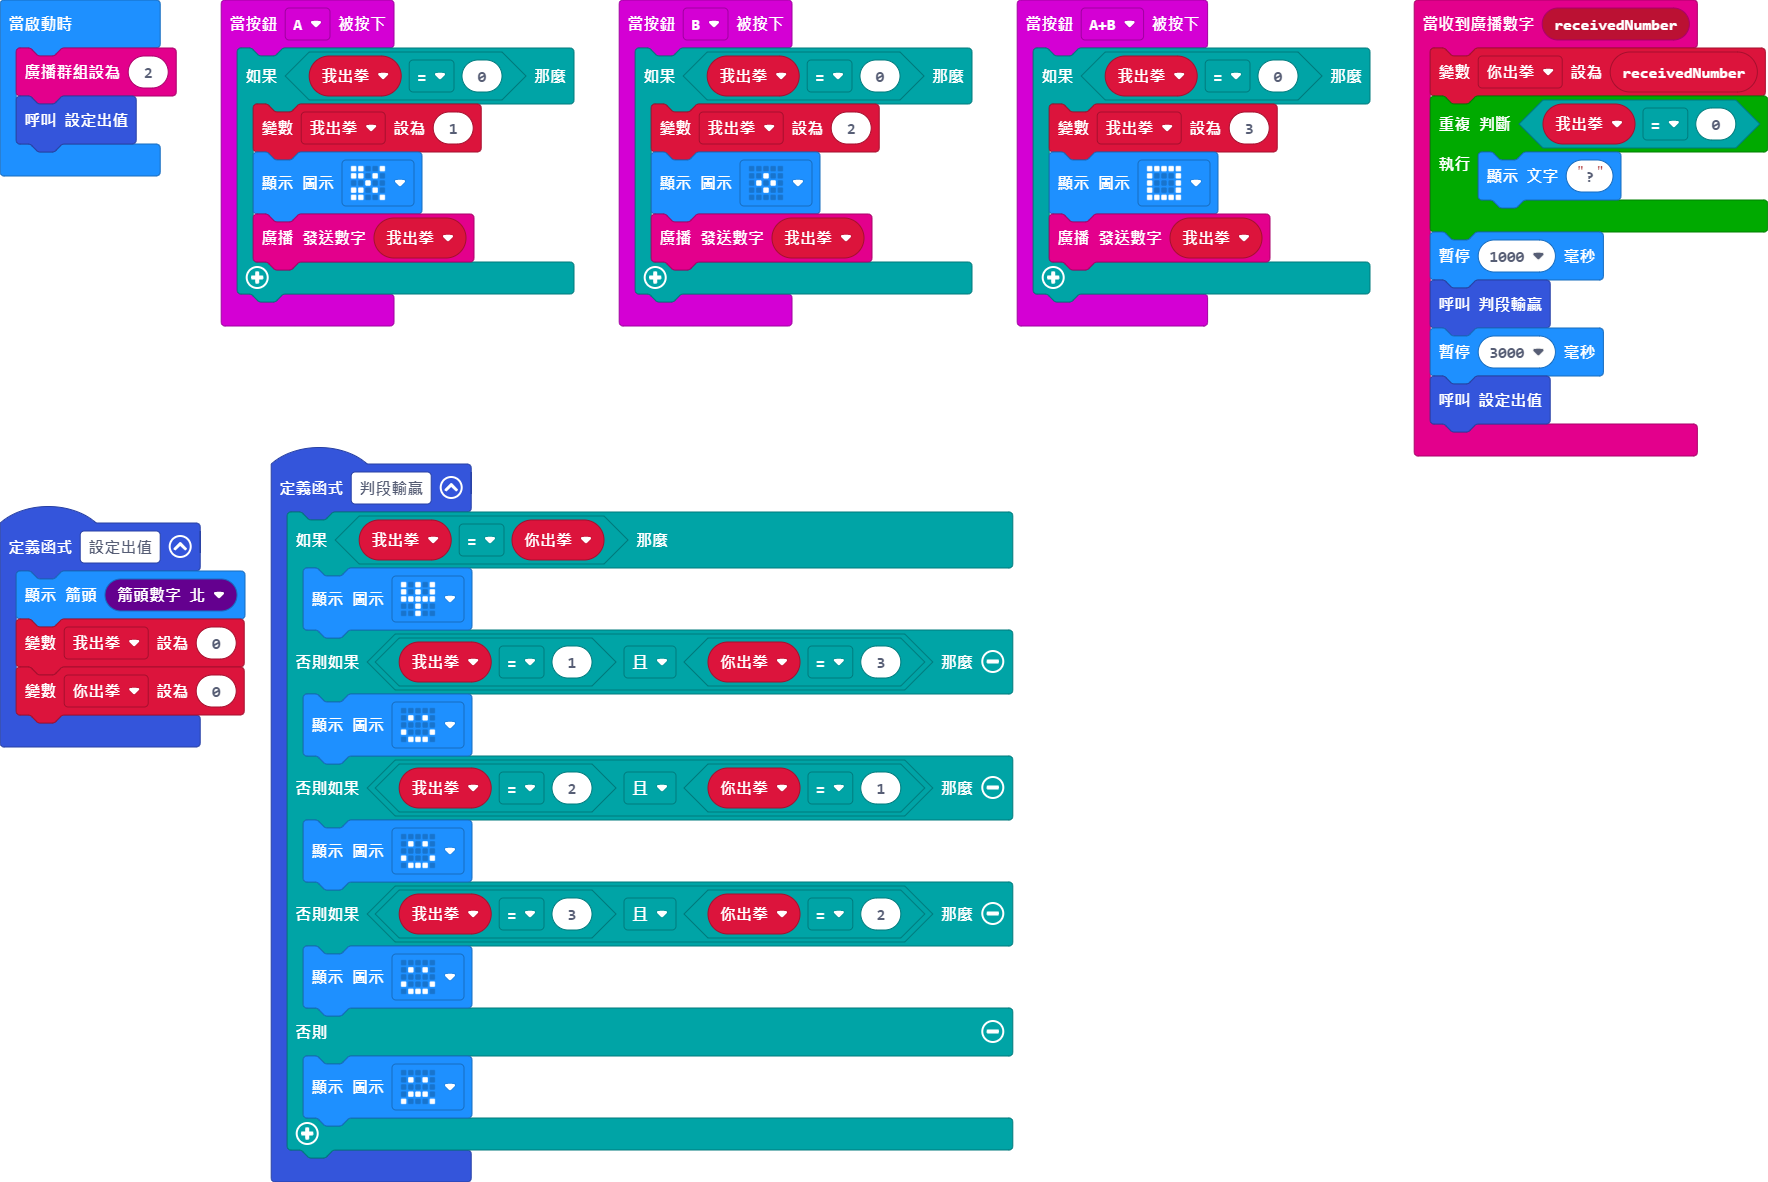 當啟動時
廣播群組設為 2
呼叫 設定出值
當按鈕 A 被按下
如果 我出拳 = 0 那麼
變數 我出拳 設為 1
顯示 圖示
廣播 發送數字 我出拳
當按鈕 B 被按下
如果 我出拳 = 0 那麼
變數 我出拳 設為 2
顯示 圖示
廣播 發送數字 我出拳
當按鈕 A+B 被按下
如果 我出拳 = 0 那麼
變數 我出拳 設為 3
顯示 圖示
廣播 發送數字 我出拳
當收到廣播數字 receivedNumber
變數 你出拳 設為 receivedNumber
重複 判斷 我出拳 = 0
執行
顯示 文字 "?"
暫停 1000 毫秒
呼叫 判段輸贏
暫停 3000 毫秒
呼叫 設定出值
定義函式 設定出值
顯示 箭頭 箭頭數字 北
變數 我出拳 設為 0
變數 你出拳 設為 0
定義函式 判段輸贏
如果 我出拳 = 你出拳 那麼
顯示 圖示
否則如果 我出拳 = 1 且 你出拳 = 3 那麼
顯示 圖示
否則如果 我出拳 = 2 且 你出拳 = 1 那麼
顯示 圖示
否則如果 我出拳 = 3 且 你出拳 = 2 那麼
顯示 圖示
否則
顯示 圖示